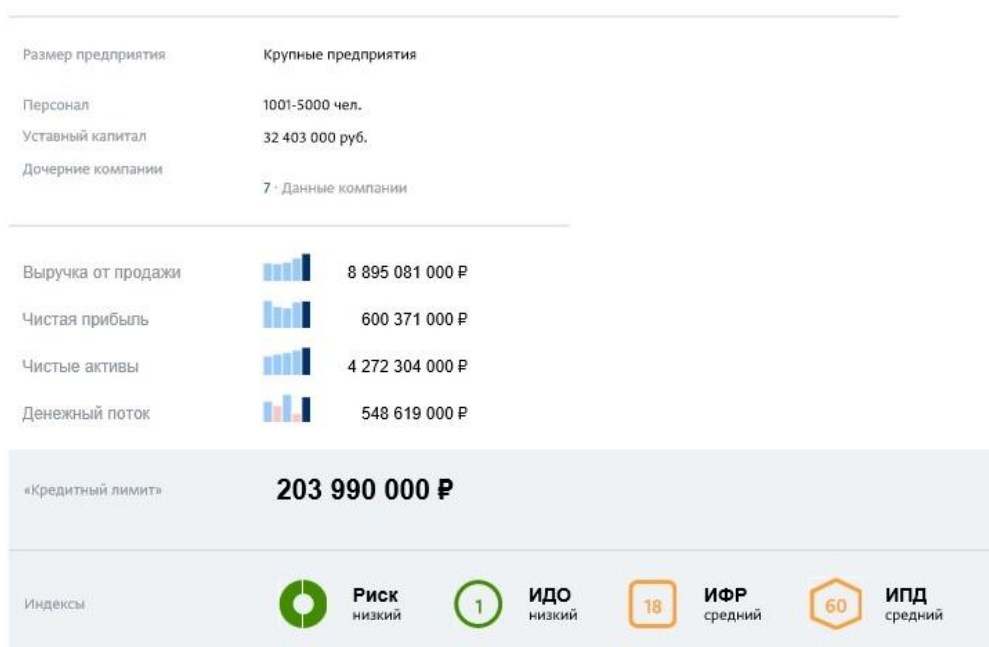 Размер предприятия Крупные предприятия
Персонал 1001-5000 чел.
Уставный капитал 32 403 000 руб.
Дочерние компании
7 · Данные компании
Выручка от продажи 8 895 081 000 ₽
Чистая прибыль 600 371 000 ₽
Чистые активы 4 272 304 000 ₽
Денежный поток 548 619 000 ₽
«Кредитный лимит» 203 990 000 ₽
Индексы Риск низкий 1 ИДО низкий 18 ИФР средний 60 ИПД средний